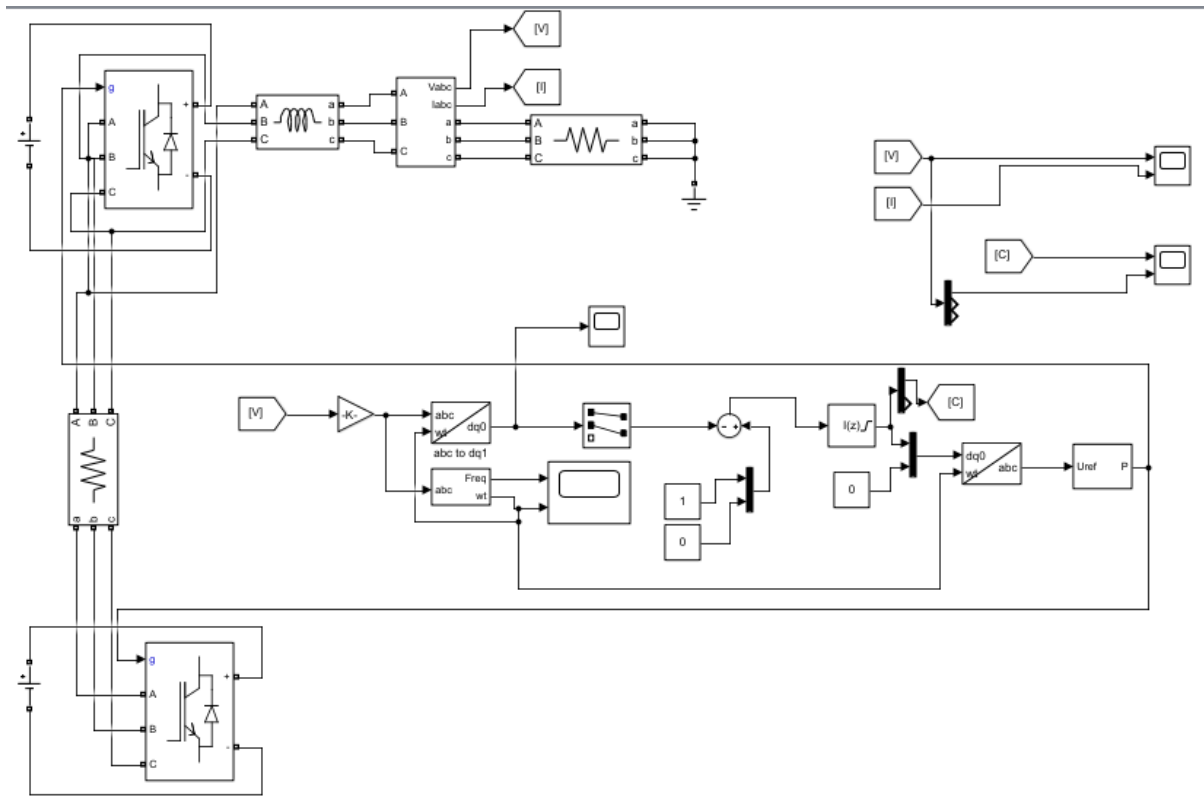 [V]
[I]
g
A
B
C
+
-
+
A
B
C
a
b
c
A
B
C
Vabc
Iabc
a
b
c
A
B
C
a
b
c
[V]
[I]
[C]
A
B
C
a
b
c
[V]
-K-
abc
wt
dq0
abc to dq1
abc
Freq
wt
- +
1
0
I(z)
[C]
0
dq0
wt
abc
Uref
P
+
g
A
B
C
+
-